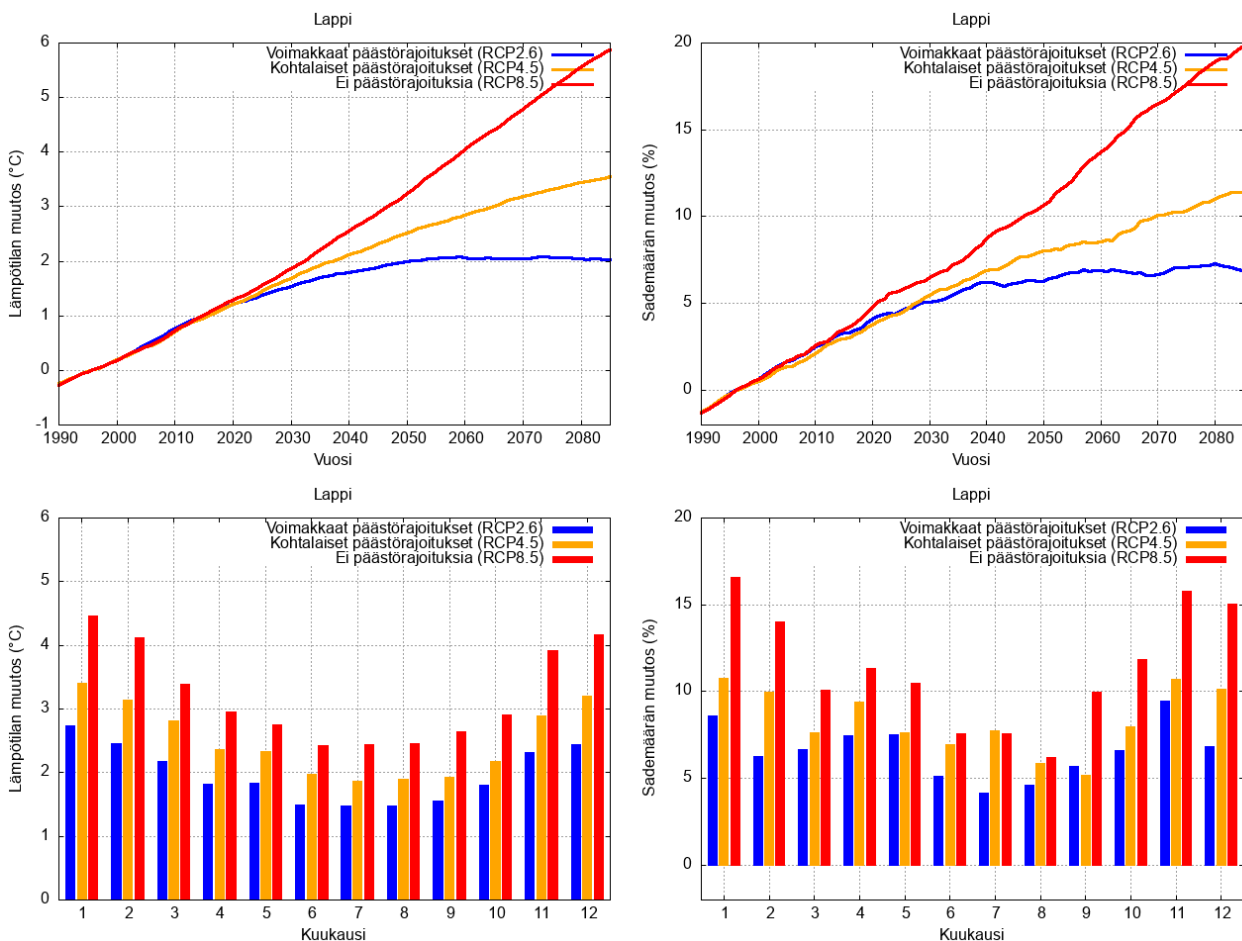 Lappi
Lämpötilan muutos (°C)
6
5
4
3
2
1
0
-1
Voimakkaat päästörajoitukset (RCP2.6)
Kohtalaiset päästörajoitukset (RCP4.5)
Ei päästörajoituksia (RCP8.5)
1990 2000 2010 2020 2030 2040 2050 2060 2070 2080
Vuosi
Lappi
Sademäärän muutos (%)
20
15
10
5
0
Voimakkaat päästörajoitukset (RCP2.6)
Kohtalaiset päästörajoitukset (RCP4.5)
Ei päästörajoituksia (RCP8.5)
1990 2000 2010 2020 2030 2040 2050 2060 2070 2080
Vuosi
Lappi
Lämpötilan muutos (°C)
6
5
4
3
2
1
0
Voimakkaat päästörajoitukset (RCP2.6)
Kohtalaiset päästörajoitukset (RCP4.5)
Ei päästörajoituksia (RCP8.5)
1 2 3 4 5 6 7 8 9 10 11 12
Kuukausi
Lappi
Sademäärän muutos (%)
20
15
10
5
0
Voimakkaat päästörajoitukset (RCP2.6)
Kohtalaiset päästörajoitukset (RCP4.5)
Ei päästörajoituksia (RCP8.5)
1 2 3 4 5 6 7 8 9 10 11 12
Kuukausi